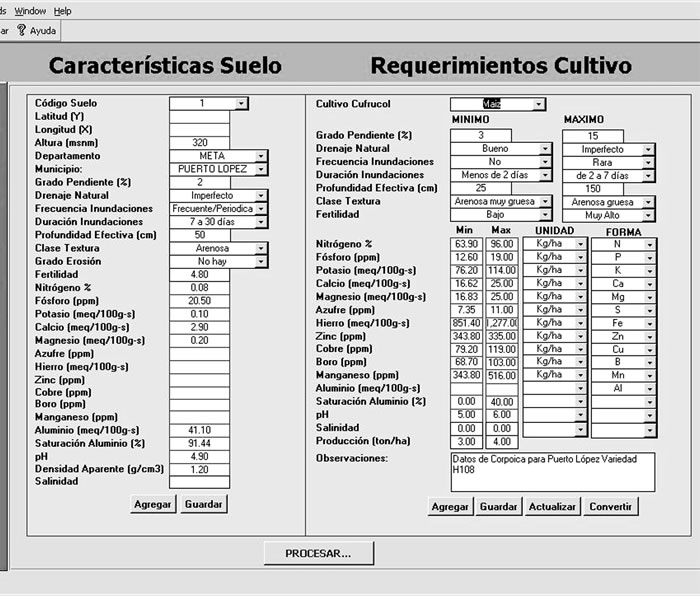 ds Window Help
ar ? Ayuda
Características Suelo
Código Suelo 1
Latitud (Y)
Longitud (X)
Altura (msnm) 320
Departamento META
Municipio: PUERTO LOPEZ
Grado Pendiente (%) 2
Drenaje Natural Imperfecto
Frecuencia Inundaciones Frecuente/Periodica
Duración Inundaciones 7 a 30 días
Profundidad Efectiva (cm) 50
Clase Textura Arenosa
Grado Erosión No hay
Fertilidad 4.80
Nitrógeno % 0.08
Fósforo (ppm) 20.50
Potasio (meq/100g-s) 0.10
Calcio (meq/100g-s) 2.90
Magnesio (meq/100g-s) 0.20
Azufre (ppm)
Hierro (meq/100g-s)
Zinc (ppm)
Cobre (ppm)
Boro (ppm)
Manganeso (ppm)
Aluminio (meq/100g-s) 41.10
Saturación Aluminio (%) 91.44
pH 4.90
Densidad Aparente (g/cm3) 1.20
Salinidad
Agregar Guardar
Requerimientos Cultivo
Cultivo Cufrucol Maiz
MINIMO MAXIMO
Grado Pendiente (%) 3 15
Drenaje Natural Bueno Imperfecto
Frecuencia Inundaciones No Rara
Duración Inundaciones Menos de 2 días de 2 a 7 días
Profundidad Efectiva (cm) 25 150
Clase Textura Arenosa muy gruesa Arenosa gruesa
Fertilidad Bajo Muy Alto
Min Max UNIDAD FORMA
Nitrógeno % 63.90 96.00 Kg/ha N
Fósforo (ppm) 12.60 19.00 Kg/ha P
Potasio (meq/100g-s) 76.20 114.00 Kg/ha K
Calcio (meq/100g-s) 16.62 25.00 Kg/ha Ca
Magnesio (meq/100g-s) 16.83 25.00 Kg/ha Mg
Azufre (ppm) 7.35 11.00 Kg/ha S
Hierro (meq/100g-s) 851.40 1,277.00 Kg/ha Fe
Zinc (ppm) 343.80 335.00 Kg/ha Zn
Cobre (ppm) 79.20 119.00 Kg/ha Cu
Boro (ppm) 68.70 103.00 Kg/ha B
Manganeso (ppm) 343.80 516.00 Kg/ha Mn
Aluminio (meq/100g-s) Al
Saturación Aluminio (%) 0.00 40.00
pH 5.00 6.00
Salinidad 0.00 0.00
Producción (ton/ha) 3.00 4.00
Observaciones: Datos de Corpoica para Puerto López Variedad
H108
Agregar Guardar Actualizar Convertir
PROCESAR...